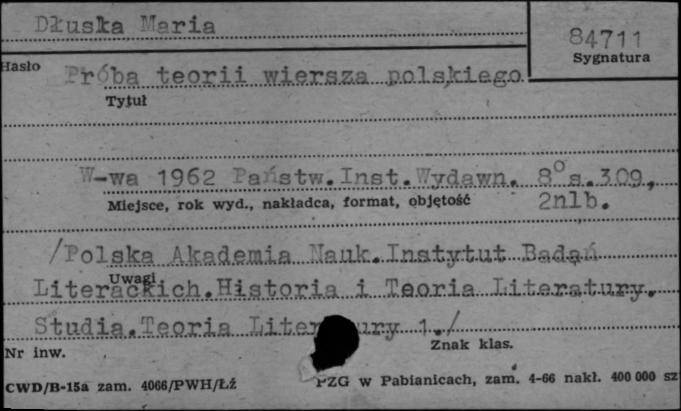 Dłuska Maria
84711
Hasło
Sygnatura
Próba teorii wiersza polskiego
Tytuł
W-wa 1962 Państw.Inst.Wydawn. 8° s.309,
Miejsce, rok wyd., nakładca, format, objętość
2nlb.
/Polska Akademia Nauk.Instytut Badań
Uwagi
Literackich.Historia i Teoria Literatury.
Studia.Teoria Liter ury 1./
Nr inw.
Znak klas.
CWD/B-15a zam. 4066/PWH/Łź
PZG w Pabianicach, zam. 4-66 nakł. 400 000 sz